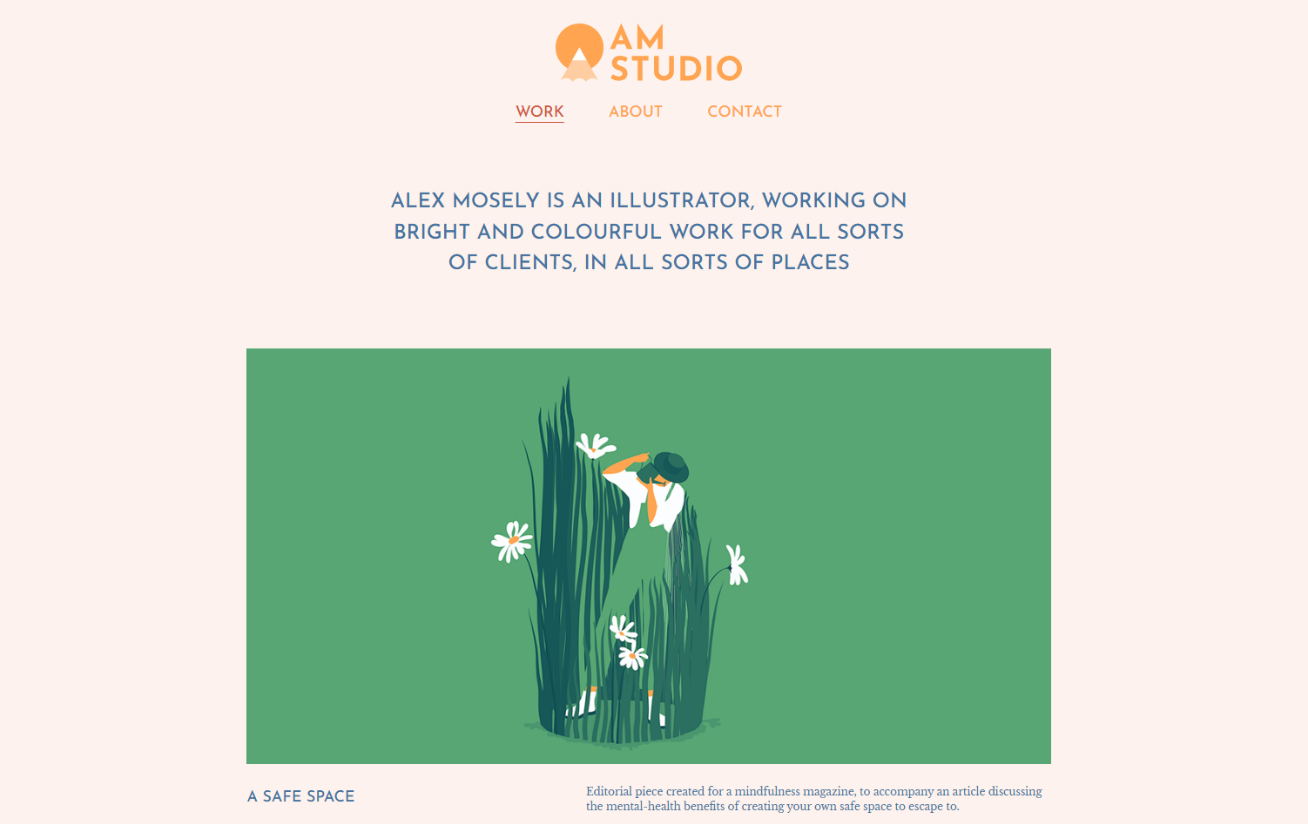 AM
STUDIO
WORK ABOUT CONTACT
ALEX MOSELY IS AN ILLUSTRATOR, WORKING ON
BRIGHT AND COLOURFUL WORK FOR ALL SORTS
OF CLIENTS, IN ALL SORTS OF PLACES
A SAFE SPACE
Editorial piece created for a mindfulness magazine, to accompany an article discussing
the mental-health benefits of creating your own safe space to escape to.